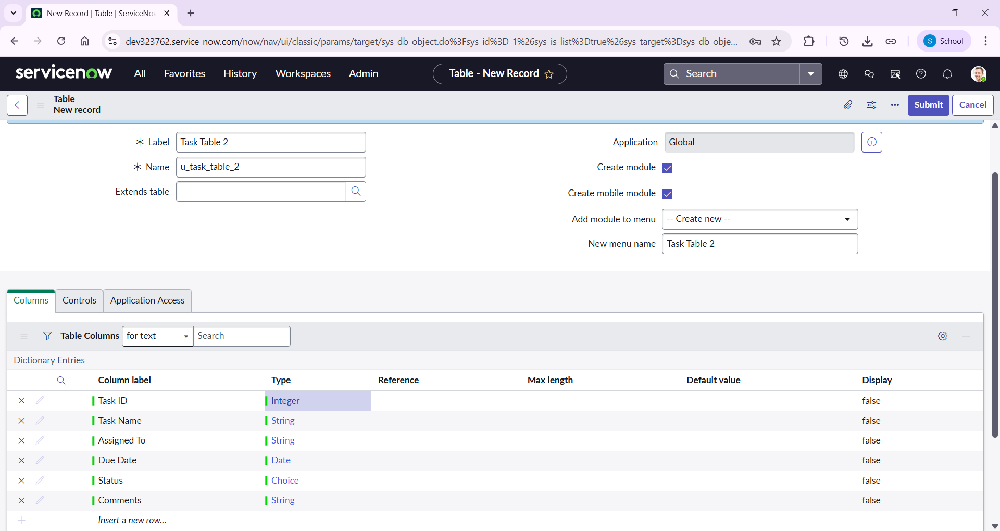 New Record | Table | ServiceNo
dev323762.service-now.com/now/nav/ui/classic/params/target/sys_db_object.do%3Fsys_id%3D-1%26sys_is_list%3Dtrue%26sys_target%3Dsys_db_obje...
S School
servicenow All Favorites History Workspaces Admin Table - New Record Search
Table
New record
Submit Cancel
Label Task Table 2 Application Global
Name u_task_table_2 Create module
Extends table Create mobile module
Add module to menu -- Create new --
New menu name Task Table 2
Columns Controls Application Access
Table Columns for text Search
Dictionary Entries
Column label Type Reference Max length Default value Display
Task ID Integer false
Task Name String false
Assigned To String false
Due Date Date false
Status Choice false
Comments String false
Insert a new row...